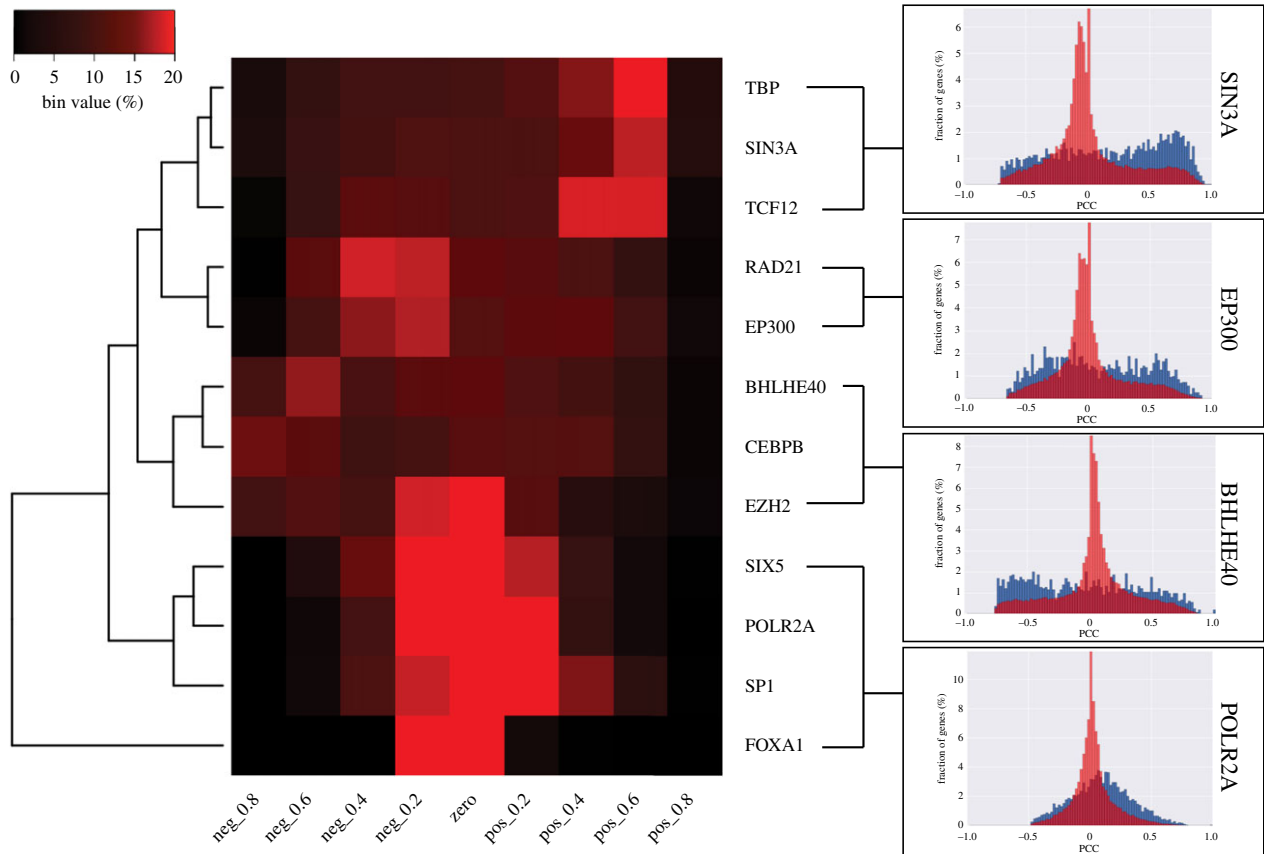 0 5 10 15 20
bin value (%)
TBP
SIN3A
TCF12
RAD21
EP300
BHLHE40
CEBPB
EZH2
SIX5
POLR2A
SP1
FOXA1
neg_0.8 neg_0.6 neg_0.4 neg_0.2 zero pos_0.2 pos_0.4 pos_0.6 pos_0.8
fraction of genes (%)
6
5
4
3
2
1
0
−1.0 −0.5 0 0.5 1.0
PCC
SIN3A
fraction of genes (%)
7
6
5
4
3
2
1
0
−1.0 −0.5 0 0.5 1.0
PCC
EP300
fraction of genes (%)
8
7
6
5
4
3
2
1
0
−1.0 −0.5 0 0.5 1.0
PCC
BHLHE40
fraction of genes (%)
10
8
6
4
2
0
−1.0 −0.5 0 0.5 1.0
PCC
POLR2A